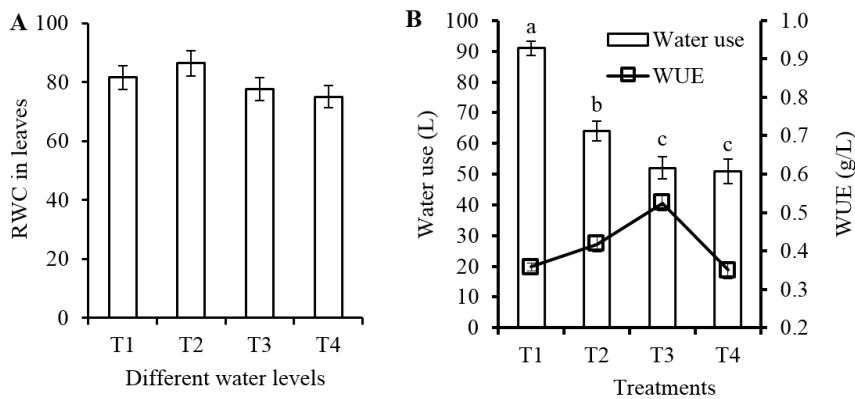 A
RWC in leaves
100
80
60
40
20
0
T1 T2 T3 T4
Different water levels
B
Water use (L)
100
90
80
70
60
50
40
30
20
10
0
a
b
c
c
Water use
WUE
1.0
0.9
0.8
0.7
0.6
0.5
0.4
0.3
0.2
WUE (g/L)
T1 T2 T3 T4
Treatments